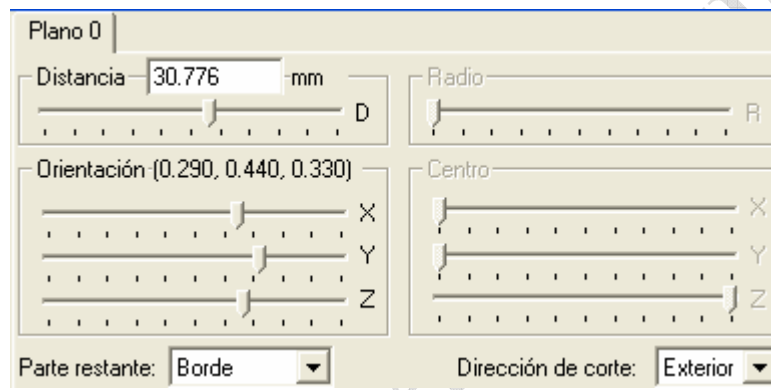 Plano 0
Distancia 30.776 mm
D
Radio
R
Orientación (0.290, 0.440, 0.330)
X
Y
Z
Centro
X
Y
Z
Parte restante: Borde
Dirección de corte: Exterior